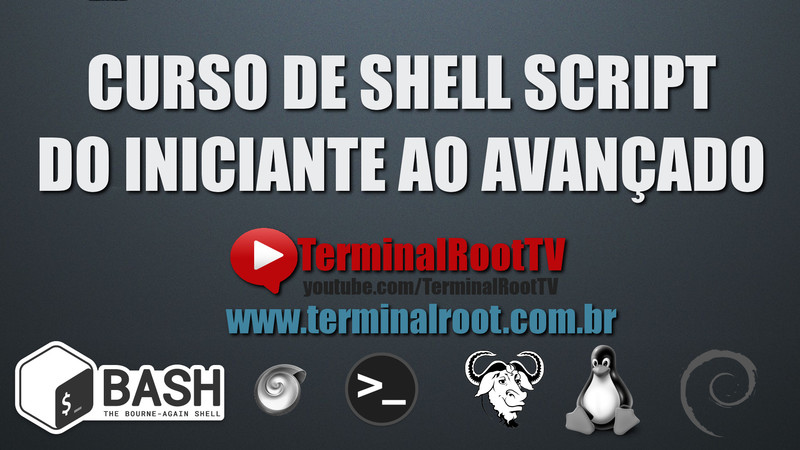 CURSO DE SHELL SCRIPT
DO INICIANTE AO AVANÇADO
TerminalRootTV
youtube.com/TerminalRootTV
www.terminalroot.com.br
$_
BASH
THE BOURNE-AGAIN SHELL
>_